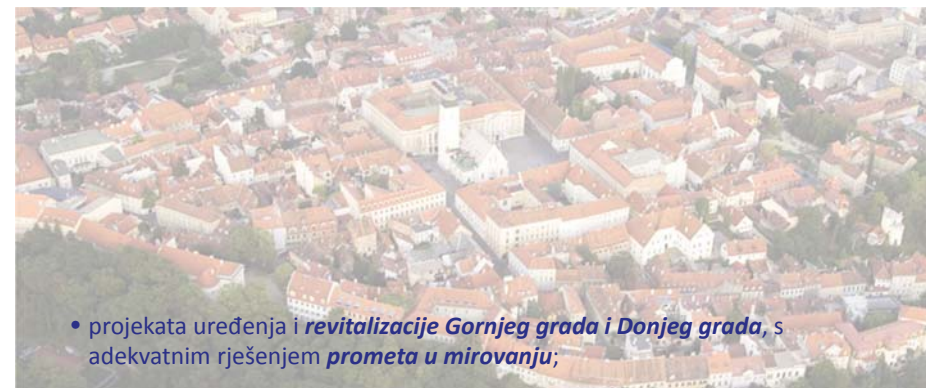 • projekata uređenja i revitalizacije Gornjeg grada i Donjeg grada, s
adekvatnim rješenjem prometa u mirovanju;